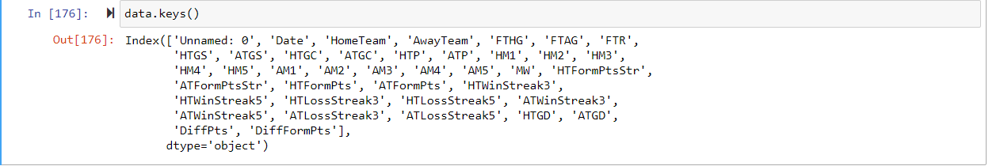 In [176]: data.keys()
Out[176]: Index(['Unnamed: 0', 'Date', 'HomeTeam', 'AwayTeam', 'FTHG', 'FTAG', 'FTR',
'HTGS', 'ATGS', 'HTGC', 'ATGC', 'HTP', 'ATP', 'HM1', 'HM2', 'HM3',
'HM4', 'HM5', 'AM1', 'AM2', 'AM3', 'AM4', 'AM5', 'MW', 'HTFormPtsStr',
'ATFormPtsStr', 'HTFormPts', 'ATFormPts', 'HTWinStreak3',
'HTWinStreak5', 'HTLossStreak3', 'HTLossStreak5', 'ATWinStreak3',
'ATWinStreak5', 'ATLossStreak3', 'ATLossStreak5', 'HTGD', 'ATGD',
'DiffPts', 'DiffFormPts'],
dtype='object')